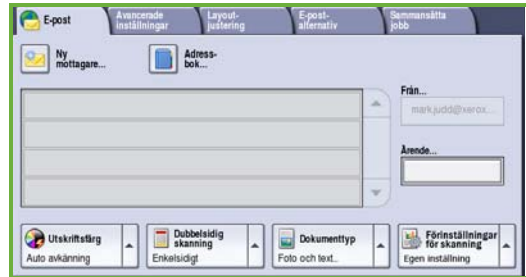 E-post
Avancerade
inställningar
Layout-
justering
E-post-
alternativ
Sammansätta
jobb
Ny
mottagare...
Adress-
bok...
Från...
mark.judd@xerox...
Ärende...
Utskriftsfärg
Auto avkänning
Dubbelsidig
skanning
Enkelsidigt
Dokumenttyp
Foto och text..
Förinställningar
för skanning
Egen inställning